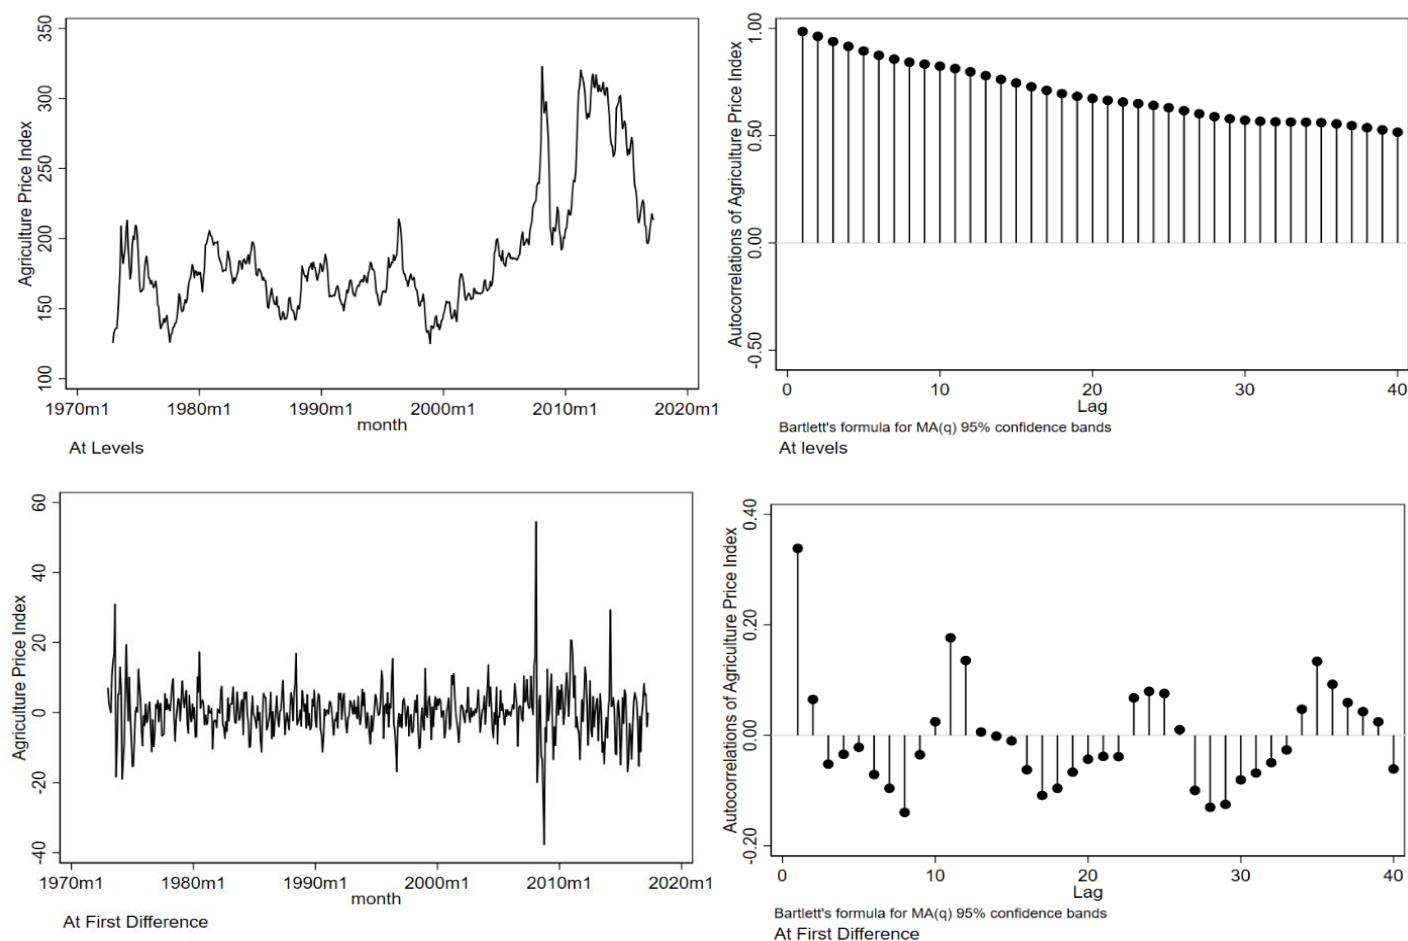 Agriculture Price Index
350
300
250
200
150
100
1970m1 1980m1 1990m1 2000m1 2010m1 2020m1
month
At Levels
Autocorrelations of Agriculture Price Index
1.00
0.50
0.00
-0.50
0 10 20 30 40
Lag
Bartlett's formula for MA(q) 95% confidence bands
At levels
Agriculture Price Index
60
40
20
0
-20
-40
1970m1 1980m1 1990m1 2000m1 2010m1 2020m1
month
At First Difference
Autocorrelations of Agriculture Price Index
0.40
0.20
0.00
-0.20
0 10 20 30 40
Lag
Bartlett's formula for MA(q) 95% confidence bands
At First Difference